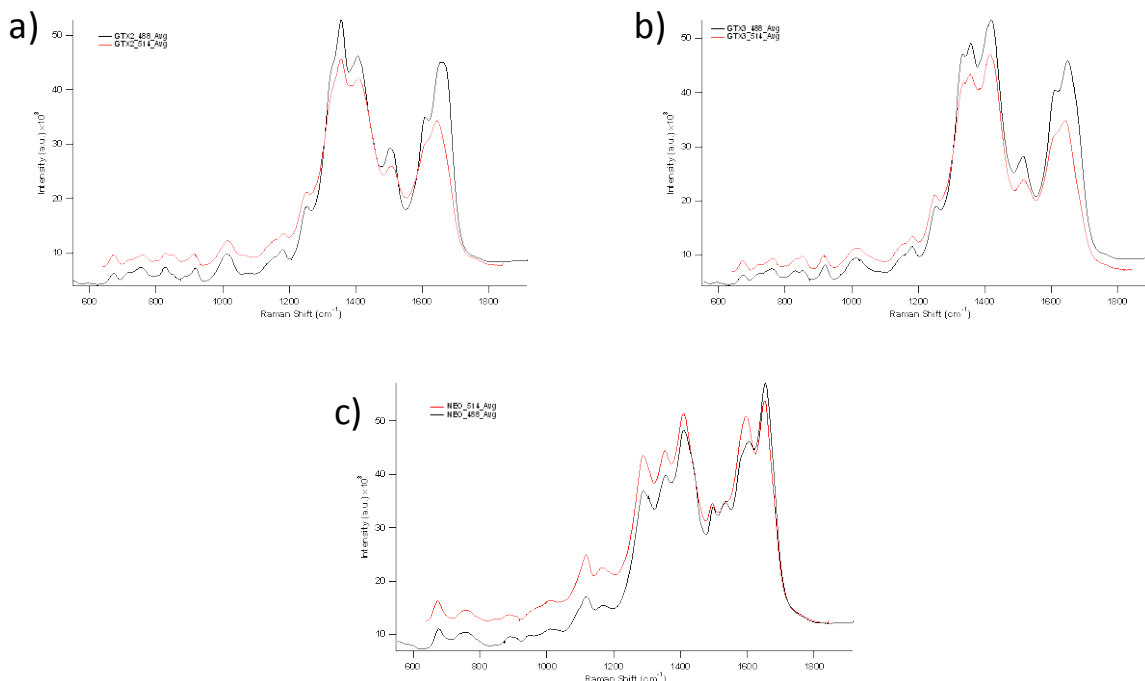 a)
GTX2_488_Avg
GTX2_514_Avg
50
40
30
20
10
Intensity (a.u.) ×10³
600 800 1000 1200 1400 1600 1800
Raman Shift (cm⁻¹)
b)
GTX3_488_Avg
GTX3_514_Avg
50
40
30
20
10
Intensity (a.u.) ×10³
600 800 1000 1200 1400 1600 1800
Raman Shift (cm⁻¹)
c)
NEO_514_Avg
NEO_488_Avg
50
40
30
20
10
Intensity (a.u.) ×10³
600 800 1000 1200 1400 1600 1800
Raman Shift (cm⁻¹)